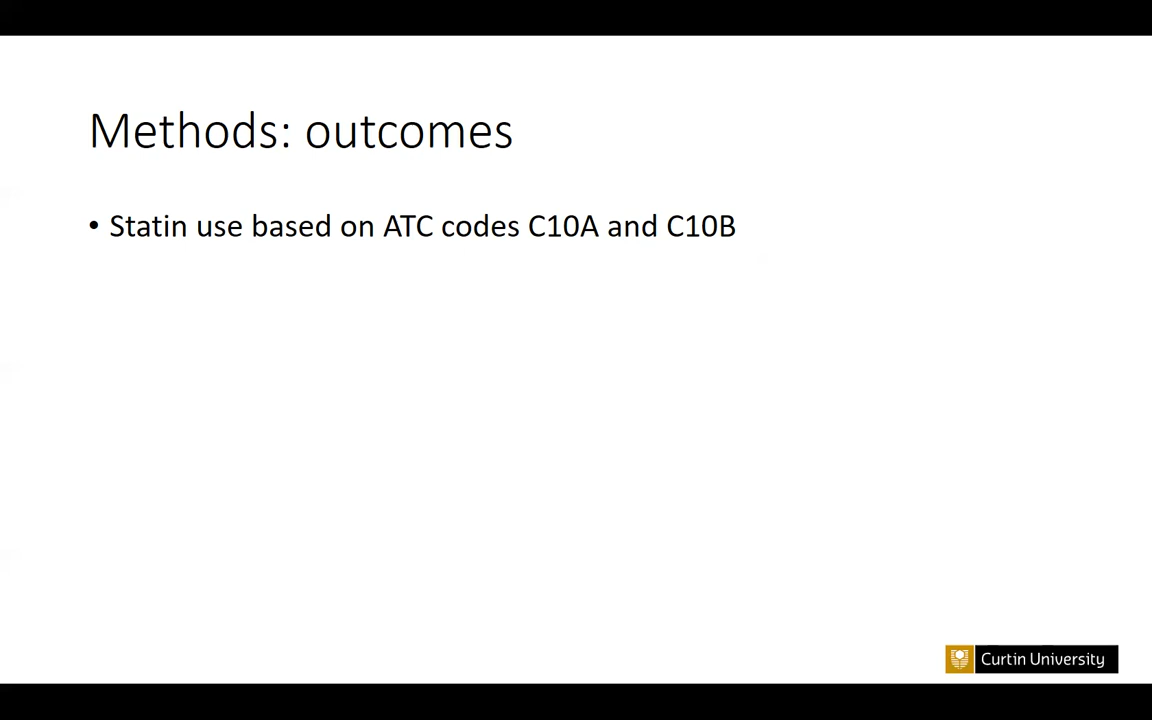 Methods: outcomes
• Statin use based on ATC codes C10A and C10B
Curtin University